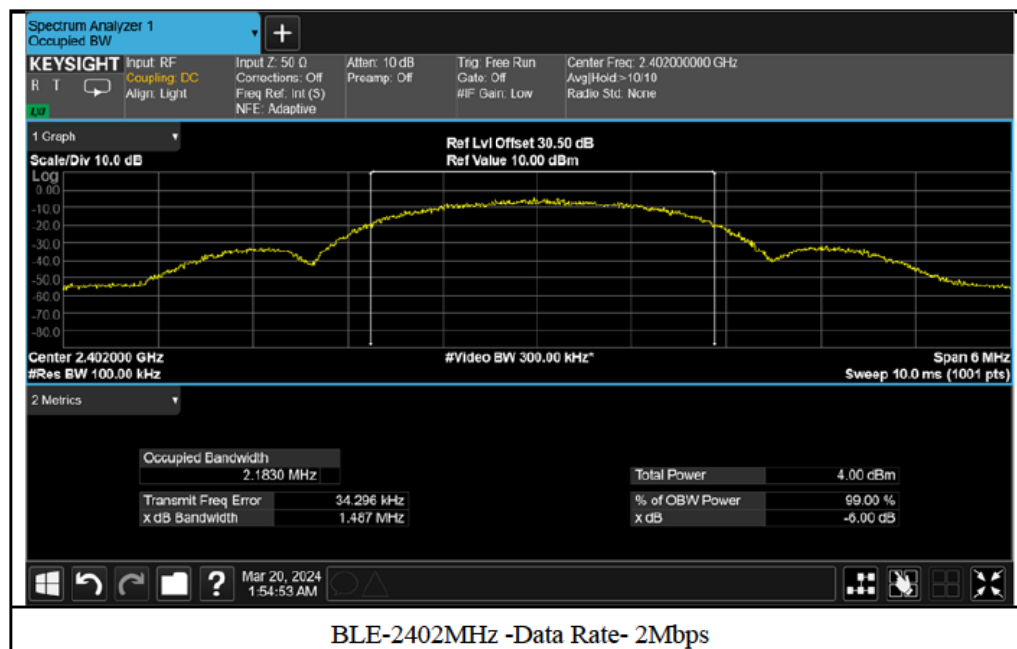 Spectrum Analyzer 1
Occupied BW
KEYSIGHT Input: RF Input Z: 50 Ω Atten: 10 dB Trig: Free Run Center Freq: 2.402000000 GHz
R T Coupling: DC Corrections: Off Preamp: Off Gate: Off Avg|Hold:>10/10
Align: Light Freq Ref: Int (S) #IF Gain: Low Radio Std: None
NFE: Adaptive
1 Graph
Ref Lvl Offset 30.50 dB
Scale/Div 10.0 dB Ref Value 10.00 dBm
Log
0.00
-10.0
-20.0
-30.0
-40.0
-50.0
-60.0
-70.0
-80.0
Center 2.402000 GHz #Video BW 300.00 kHz* Span 6 MHz
#Res BW 100.00 kHz Sweep 10.0 ms (1001 pts)
2 Metrics
Occupied Bandwidth
2.1830 MHz Total Power 4.00 dBm
Transmit Freq Error 34.296 kHz % of OBW Power 99.00 %
x dB Bandwidth 1.487 MHz x dB -6.00 dB
? Mar 20, 2024
1:54:53 AM
BLE-2402MHz -Data Rate- 2Mbps